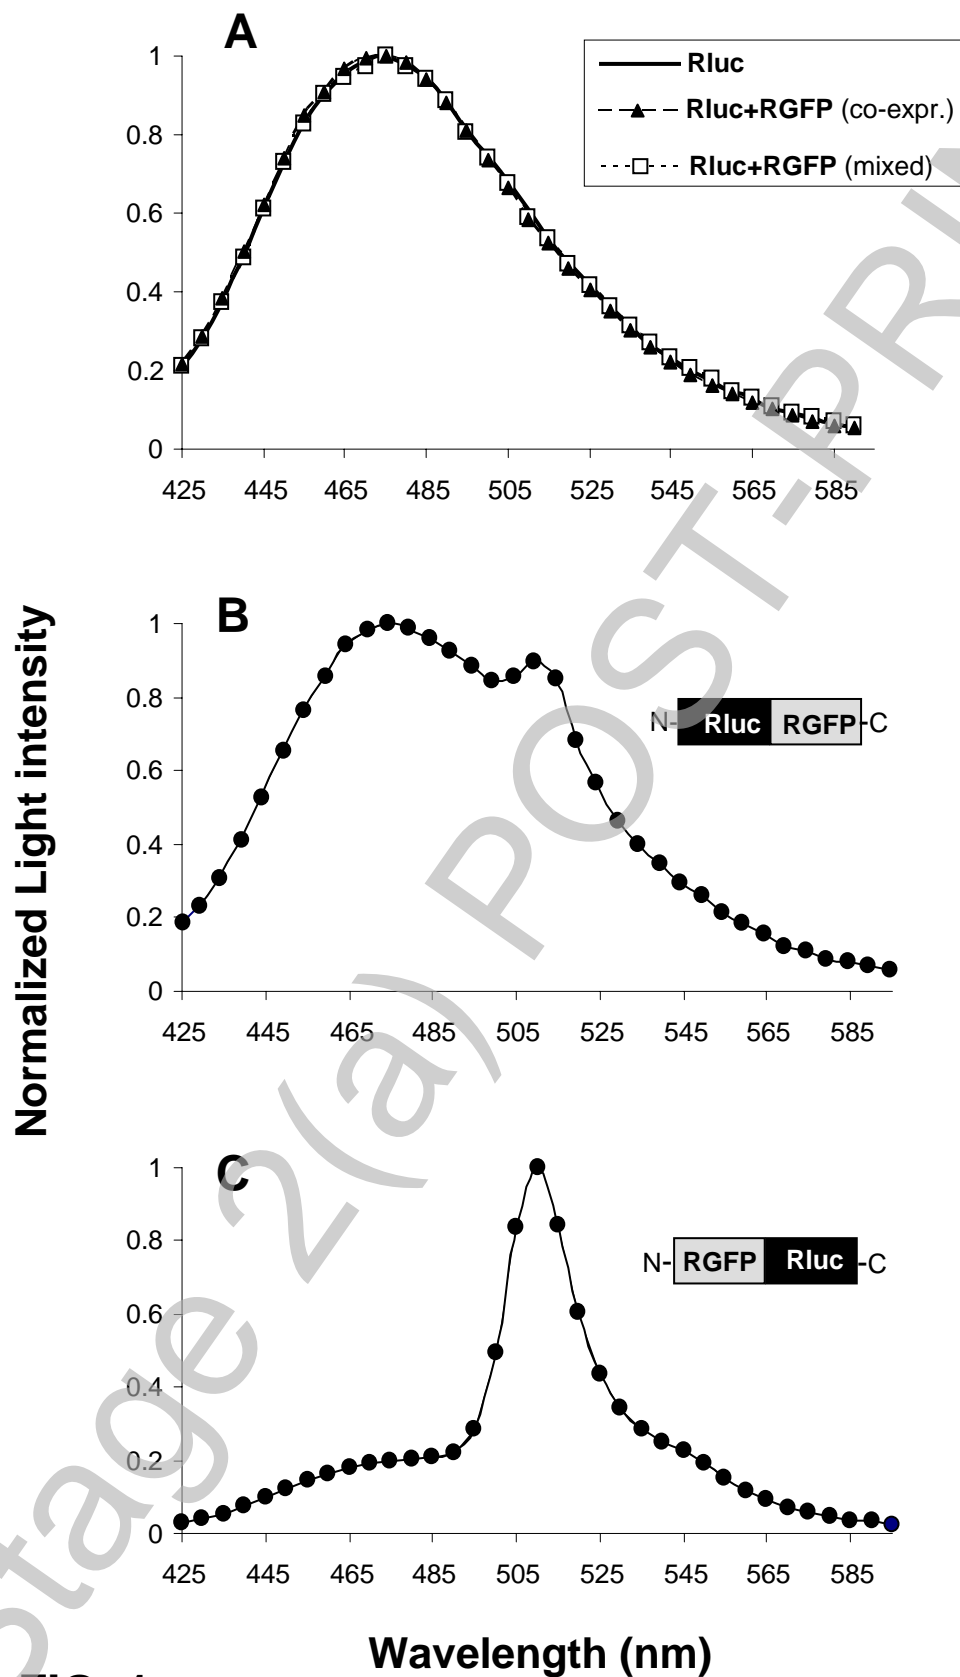 A
Rluc
Rluc+RGFP (co-expr.)
Rluc+RGFP (mixed)
1
0.8
0.6
0.4
0.2
0
425 445 465 485 505 525 545 565 585
B
1
0.8
0.6
0.4
0.2
0
N- Rluc RGFP -C
425 445 465 485 505 525 545 565 585
Normalized Light intensity
C
1
0.8
0.6
0.4
0.2
0
N- RGFP Rluc -C
425 445 465 485 505 525 545 565 585
Wavelength (nm)
Stage 2(a) POST-PRI